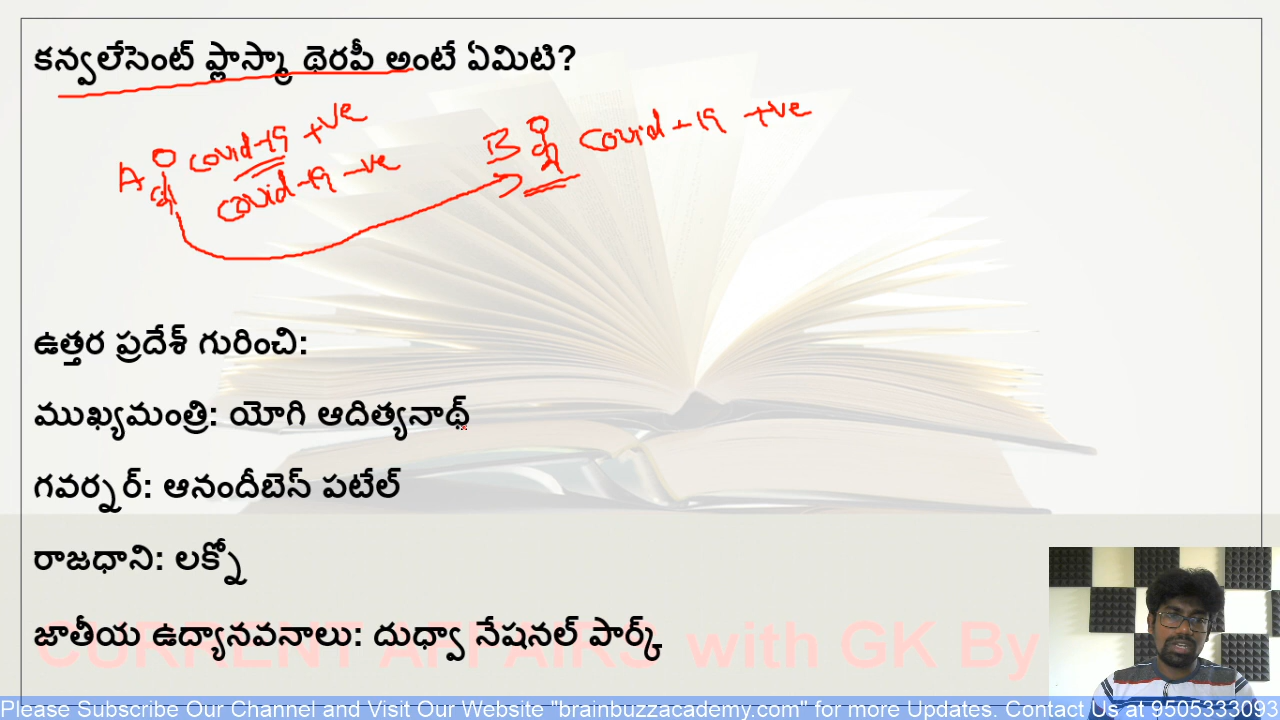 కన్వలేసెంట్ ప్లాస్మా థెరపీ అంటే ఏమిటి?
A covid-19 +ve
covid-19 -ve
B covid-19 +ve
ఉత్తర ప్రదేశ్ గురించి:
ముఖ్యమంత్రి: యోగి ఆదిత్యనాథ్
గవర్నర్: ఆనందీబెస్ పటేల్
రాజధాని: లక్నో
జాతీయ ఉద్యానవనాలు: దుధ్వా నేషనల్ పార్క్
CURRENT AFFAIRS with GK By
Please Subscribe Our Channel and Visit Our Website "brainbuzzacademy.com" for more Updates. Contact Us at 9505333093